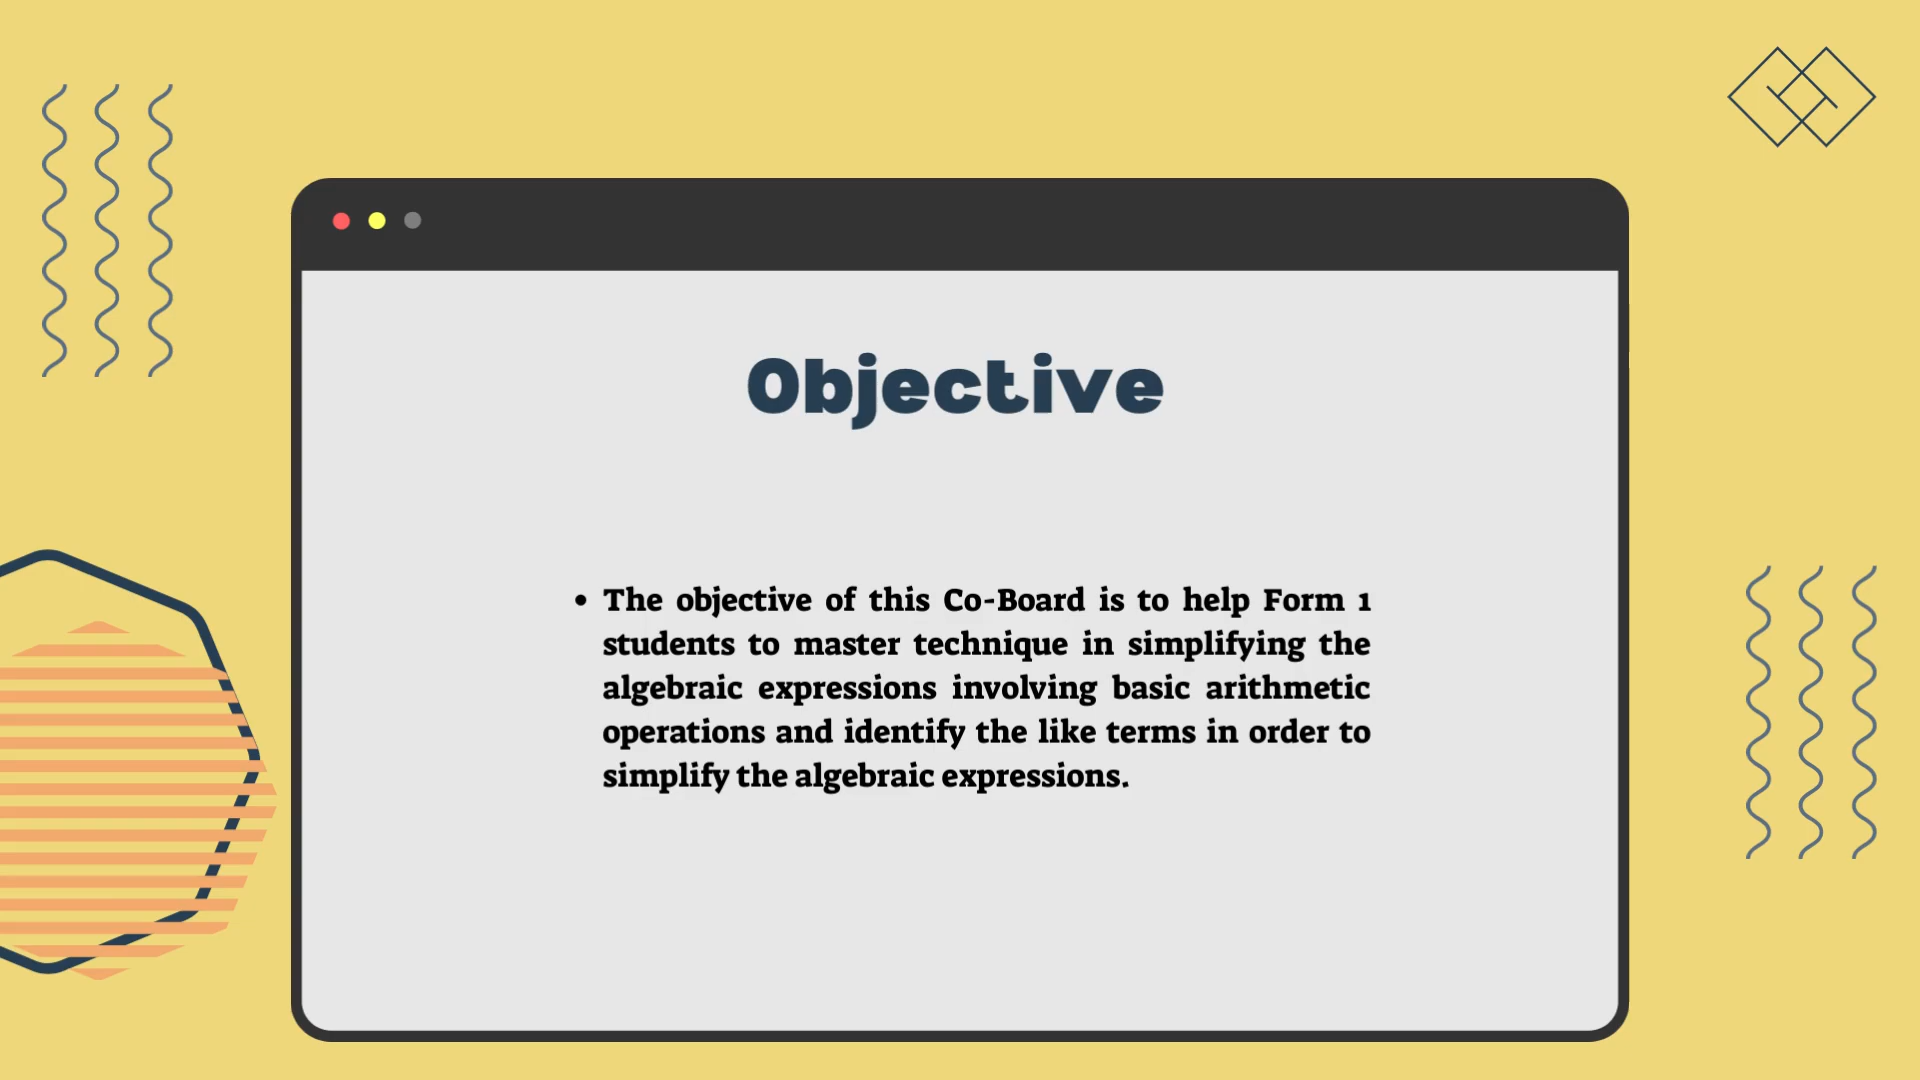 Objective
• The objective of this Co-Board is to help Form 1
students to master technique in simplifying the
algebraic expressions involving basic arithmetic
operations and identify the like terms in order to
simplify the algebraic expressions.